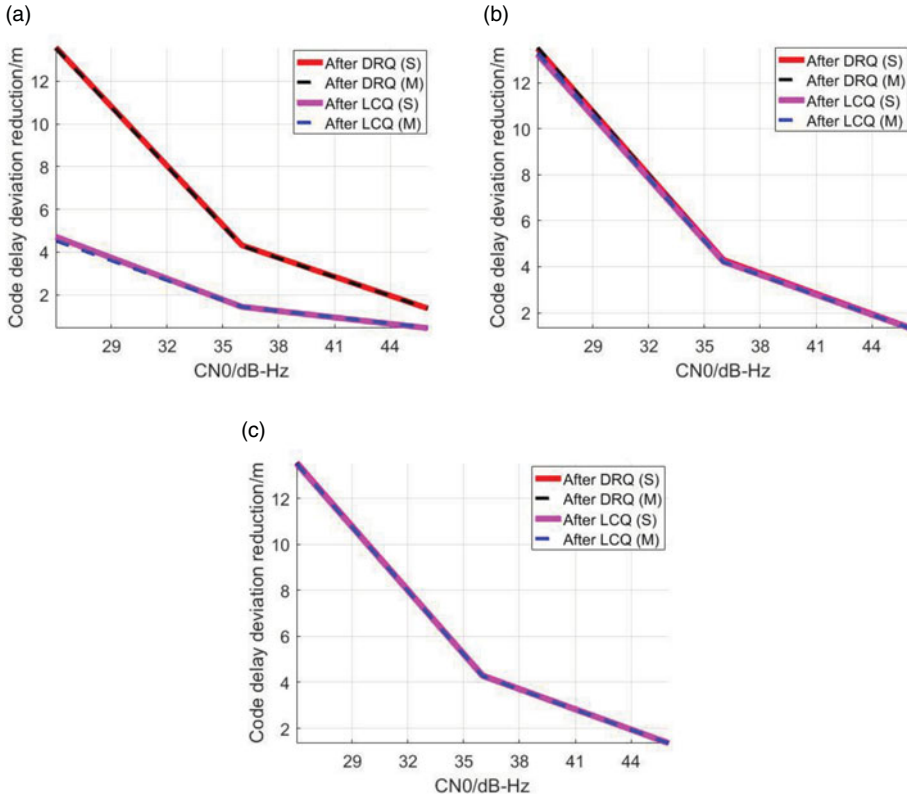 (a)
Code delay deviation reduction/m
12
10
8
6
4
2
29 32 35 38 41 44
CN0/dB-Hz
After DRQ (S)
After DRQ (M)
After LCQ (S)
After LCQ (M)
(b)
Code delay deviation reduction/m
12
10
8
6
4
2
29 32 35 38 41 44
CN0/dB-Hz
After DRQ (S)
After DRQ (M)
After LCQ (S)
After LCQ (M)
(c)
Code delay deviation reduction/m
12
10
8
6
4
2
29 32 35 38 41 44
CN0/dB-Hz
After DRQ (S)
After DRQ (M)
After LCQ (S)
After LCQ (M)